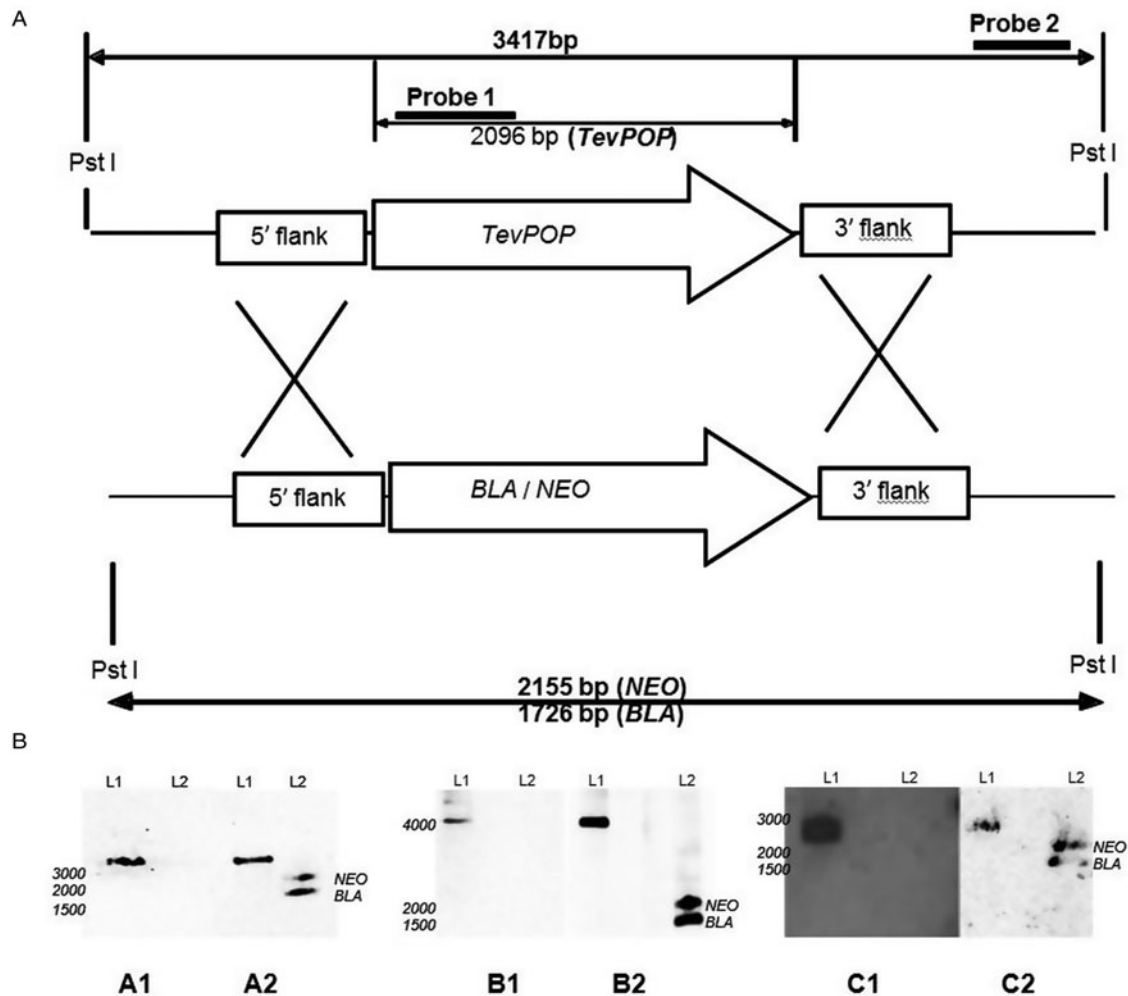 A
3417bp
Probe 2
Probe 1
2096 bp (TevPOP)
Pst I
Pst I
5' flank
TevPOP
3' flank
5' flank
BLA / NEO
3' flank
Pst I
Pst I
2155 bp (NEO)
1726 bp (BLA)
B
L1 L2 L1 L2
3000
2000
1500
NEO
BLA
A1 A2
L1 L2 L1 L2
4000
2000
1500
NEO
BLA
B1 B2
L1 L2 L1 L2
3000
2000
1500
NEO
BLA
C1 C2